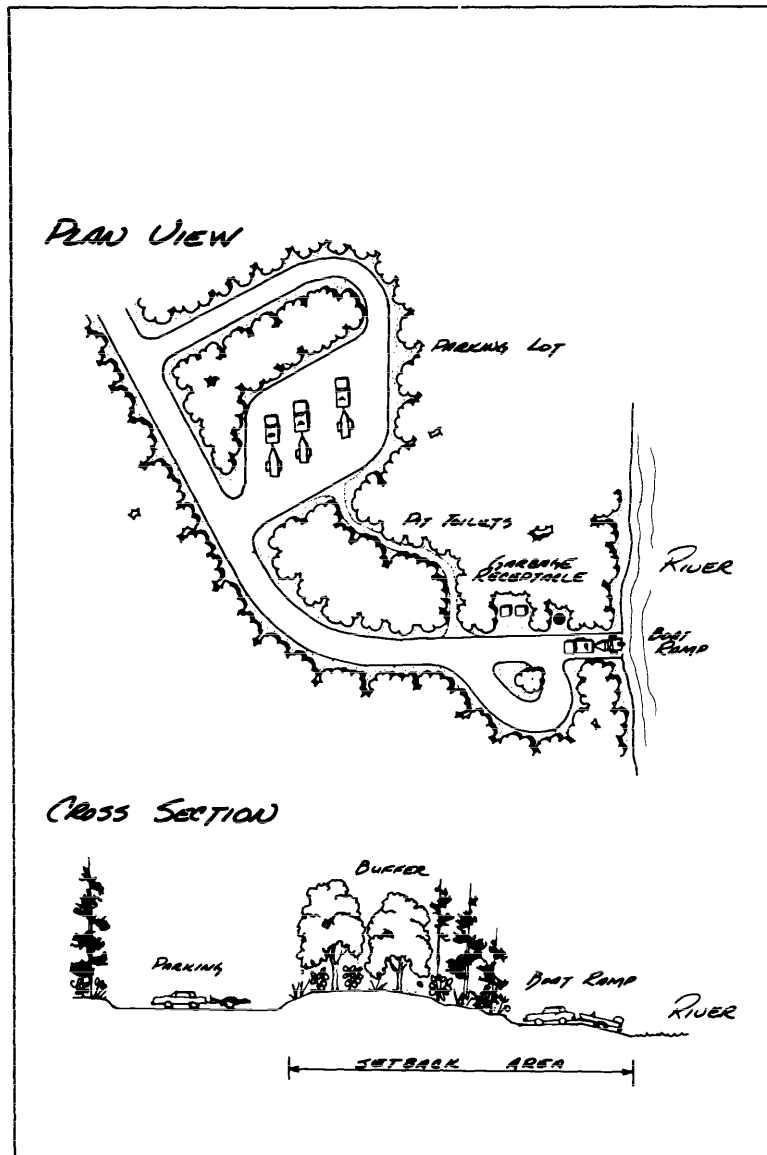 PLAN VIEW
PARKING LOT
PIT TOILETS
GARBAGE
RECEPTACLE
RIVER
BOAT
RAMP
CROSS SECTION
BUFFER
PARKING
BOAT RAMP
RIVER
SETBACK AREA